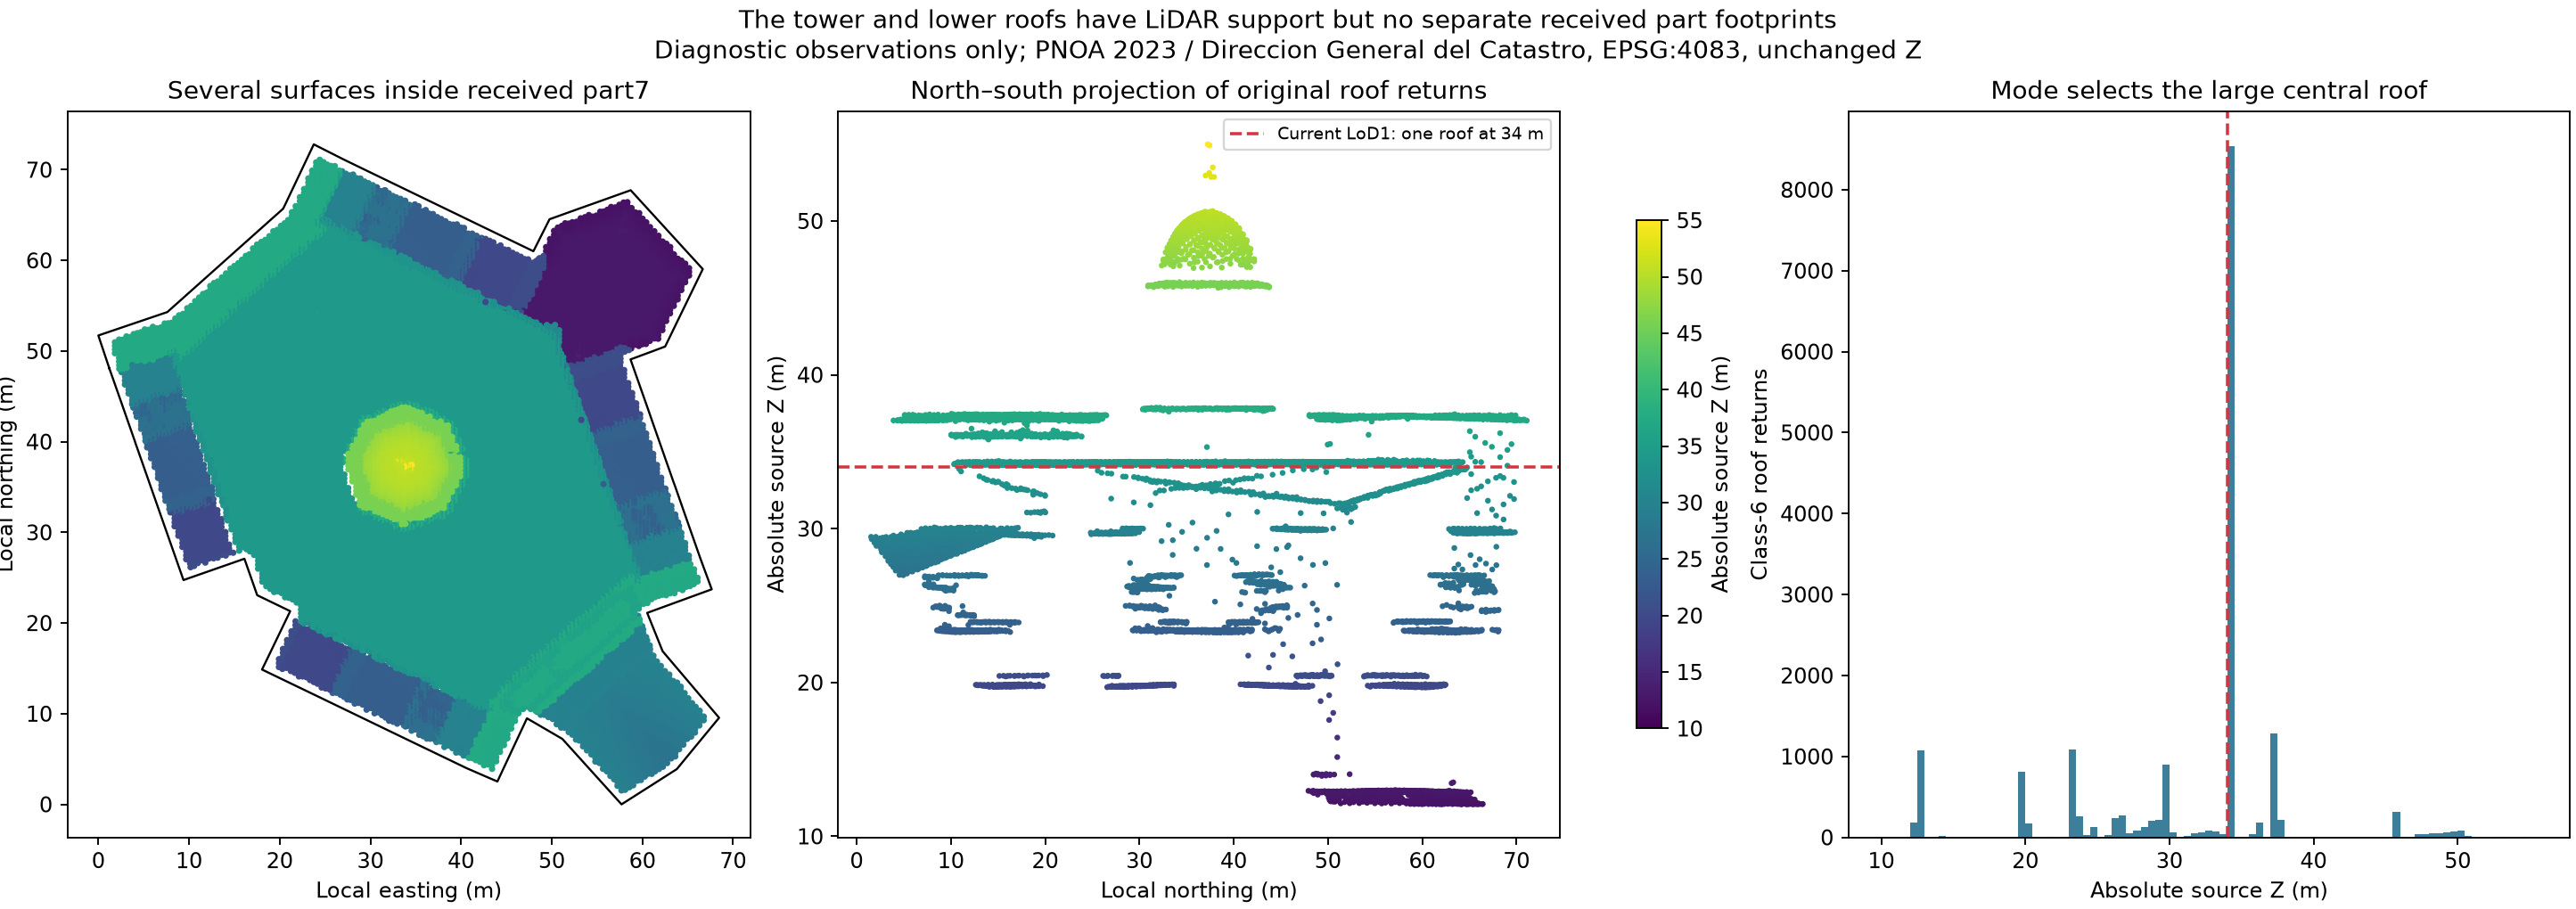 The tower and lower roofs have LiDAR support but no separate received part footprints
Diagnostic observations only; PNOA 2023 / Direccion General del Catastro, EPSG:4083, unchanged Z
Several surfaces inside received part7
70
60
50
40
30
20
10
0
Local northing (m)
0 10 20 30 40 50 60 70
Local easting (m)
North–south projection of original roof returns
Current LoD1: one roof at 34 m
50
40
30
20
10
Absolute source Z (m)
0 10 20 30 40 50 60 70
Local northing (m)
55
50
45
40
35
30
25
20
15
10
Absolute source Z (m)
Mode selects the large central roof
8000
7000
6000
5000
4000
3000
2000
1000
0
Class-6 roof returns
10 20 30 40 50
Absolute source Z (m)